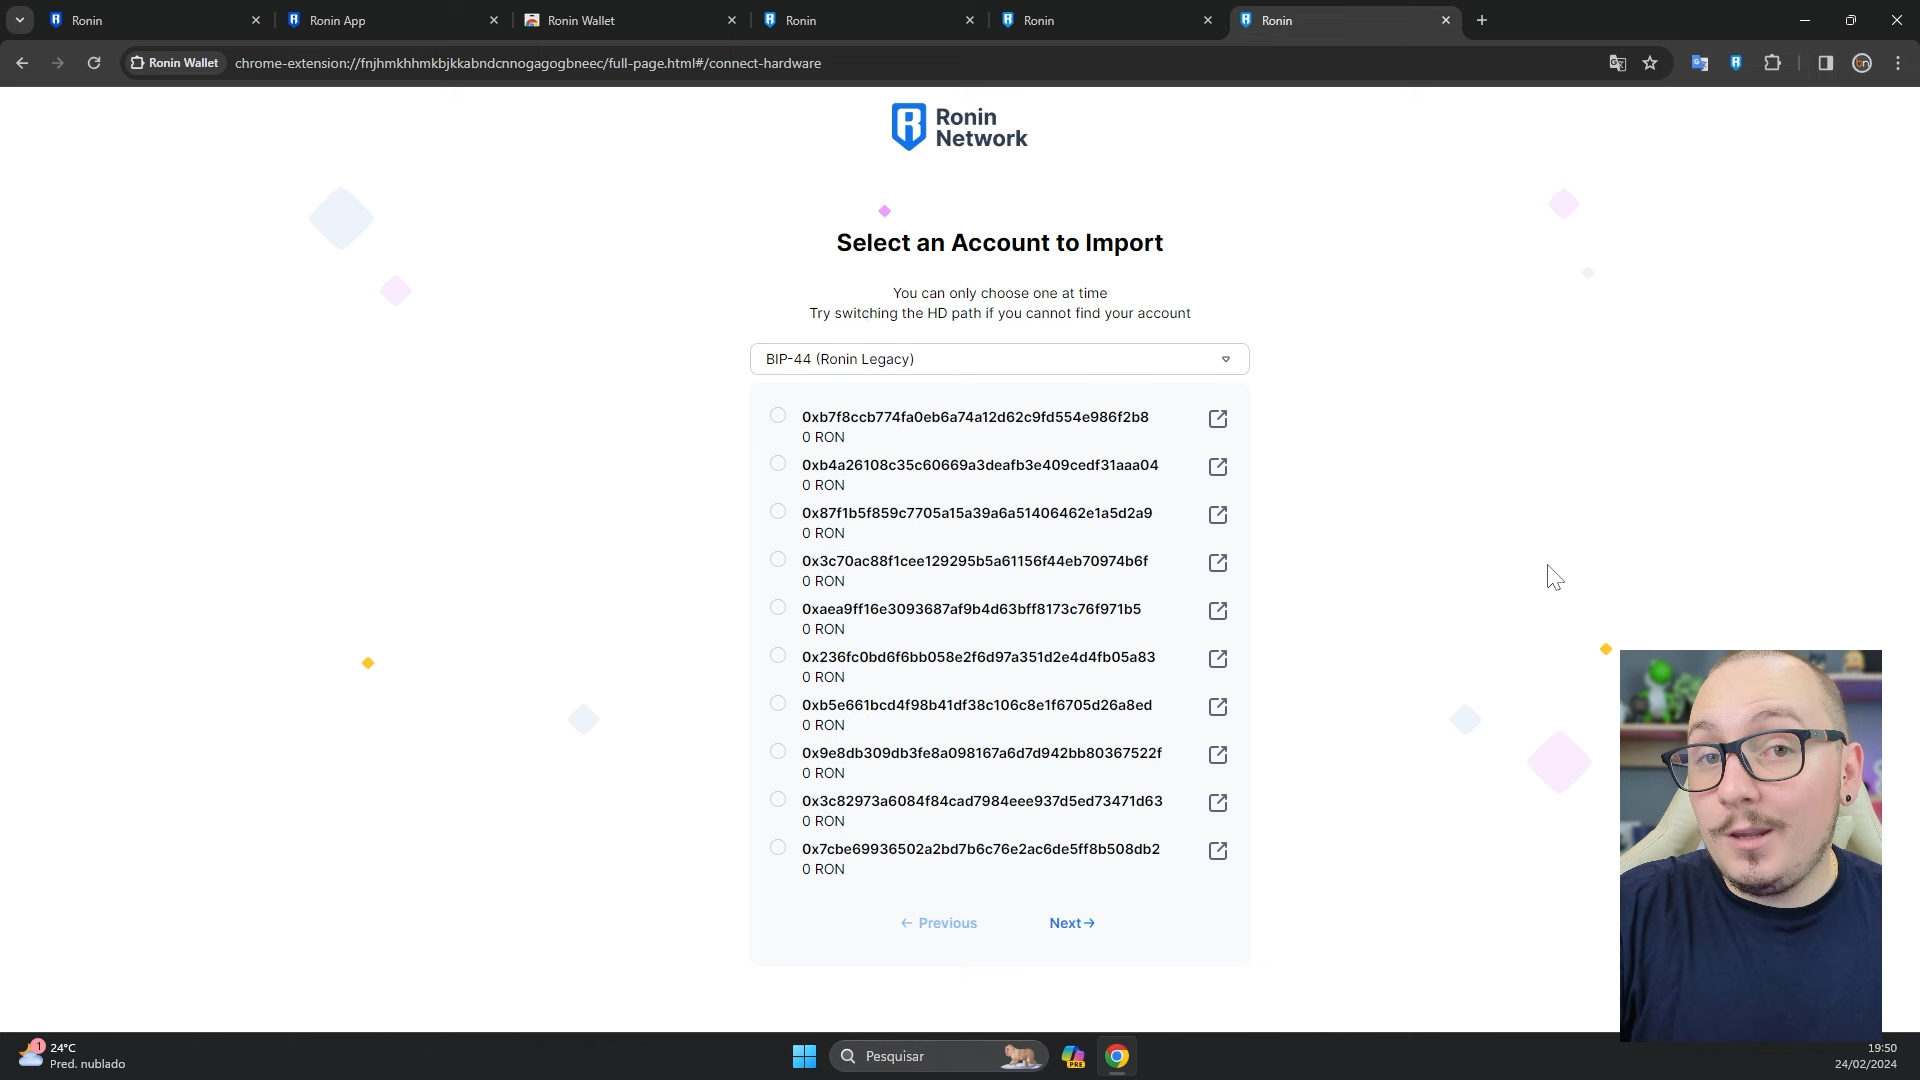 Ronin
Ronin App
Ronin Wallet
Ronin
Ronin
Ronin
Ronin Wallet
chrome-extension://fnjhmkhhmkbjkkabndcnnogagogbneec/full-page.html#/connect-hardware
Ronin
Network
Select an Account to Import
You can only choose one at time
Try switching the HD path if you cannot find your account
BIP-44 (Ronin Legacy)
0xb7f8ccb774fa0eb6a74a12d62c9fd554e986f2b8
0 RON
0xb4a26108c35c60669a3deafb3e409cedf31aaa04
0 RON
0x87f1b5f859c7705a15a39a6a51406462e1a5d2a9
0 RON
0x3c70ac88f1cee129295b5a61156f44eb70974b6f
0 RON
0xaea9ff16e3093687af9b4d63bff8173c76f971b5
0 RON
0x236fc0bd6f6bb058e2f6d97a351d2e4d4fb05a83
0 RON
0xb5e661bcd4f98b41df38c106c8e1f6705d26a8ed
0 RON
0x9e8db309db3fe8a098167a6d7d942bb80367522f
0 RON
0x3c82973a6084f84cad7984eee937d5ed73471d63
0 RON
0x7cbe69936502a2bd7b6c76e2ac6de5ff8b508db2
0 RON
← Previous
Next→
1
24°C
Pred. nublado
Pesquisar
PRE
19:50
24/02/2024